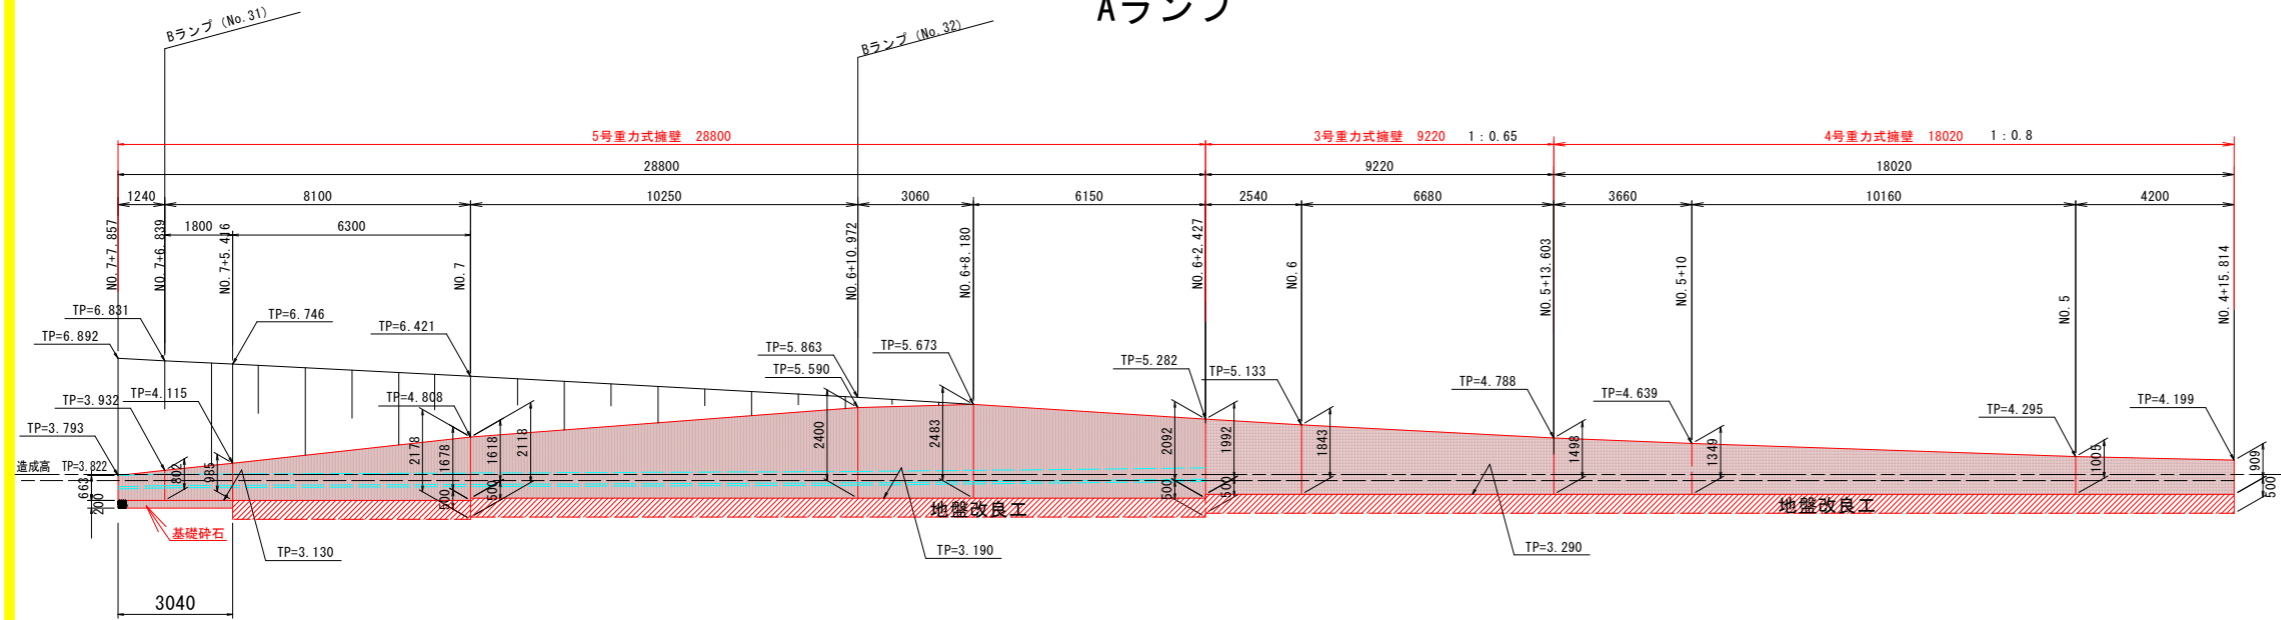 Aランプ
Bランプ (No.31)
Bランプ (No.32)
5号重力式擁壁 28800
3号重力式擁壁 9220 1:0.65
4号重力式擁壁 18020 1:0.8
28800
9220
18020
1240
8100
10250
3060
6150
2540
6680
3660
10160
4200
1800
6300
NO.7+7.857
NO.7+6.839
NO.7+5.416
NO.7
NO.6+10.972
NO.6+8.180
NO.6+2.427
NO.6
NO.5+13.603
NO.5+10
NO.5
NO.4+15.814
TP=6.831
TP=6.746
TP=6.421
TP=6.892
TP=5.863
TP=5.673
TP=5.590
TP=5.282
TP=5.133
TP=4.788
TP=4.639
TP=4.295
TP=4.199
TP=4.115
TP=3.932
TP=4.808
TP=3.793
造成高 TP=3.822
663
200
802
985
2178
1678
500
1618
500
2118
2400
2483
2092
500
1992
500
1843
1498
1349
1005
909
500
基礎砕石
地盤改良工
地盤改良工
TP=3.130
TP=3.190
TP=3.290
3040